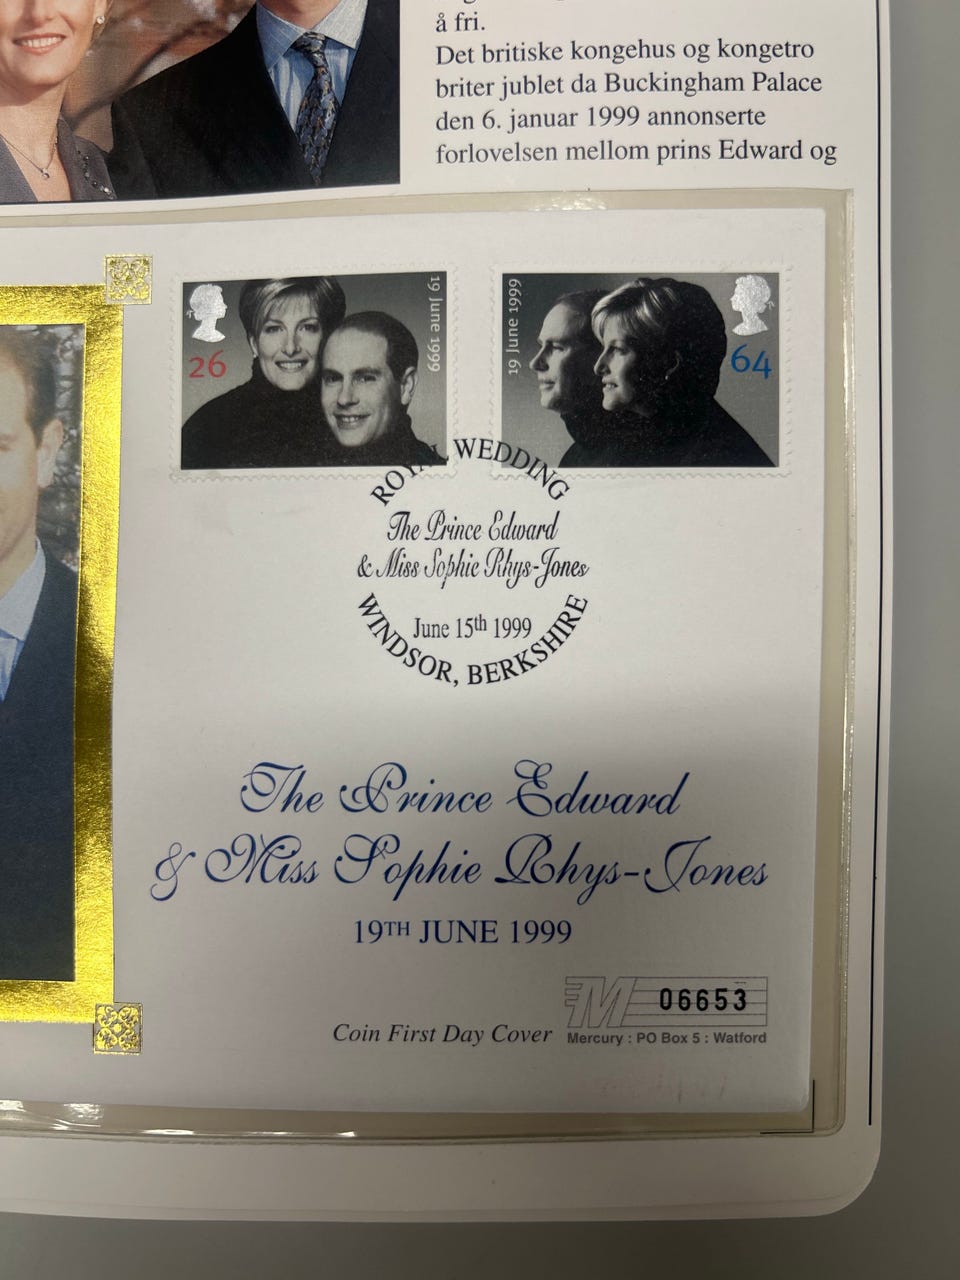 å fri.
Det britiske kongehus og kongetro
briter jublet da Buckingham Palace
den 6. januar 1999 annonserte
forlovelsen mellom prins Edward og
26
19 June 1999
19 June 1999
64
ROYAL WEDDING
The Prince Edward
& Miss Sophie Rhys-Jones
June 15th 1999
WINDSOR, BERKSHIRE
The Prince Edward
& Miss Sophie Rhys-Jones
19TH JUNE 1999
M 06653
Coin First Day Cover
Mercury : PO Box 5 : Watford